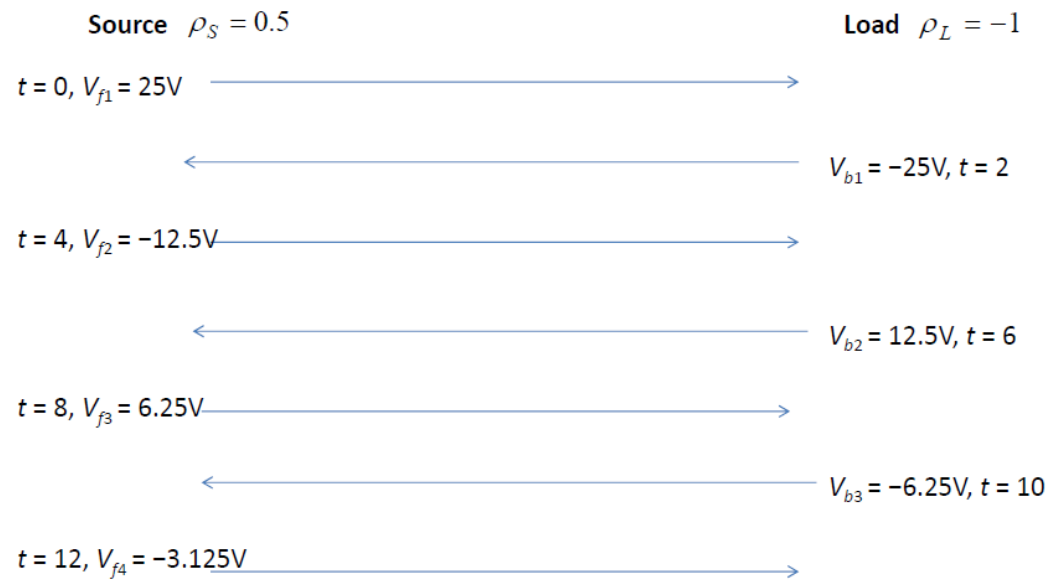 Source ρS = 0.5 Load ρL = −1
t = 0, Vf1 = 25V
Vb1 = −25V, t = 2
t = 4, Vf2 = −12.5V
Vb2 = 12.5V, t = 6
t = 8, Vf3 = 6.25V
Vb3 = −6.25V, t = 10
t = 12, Vf4 = −3.125V